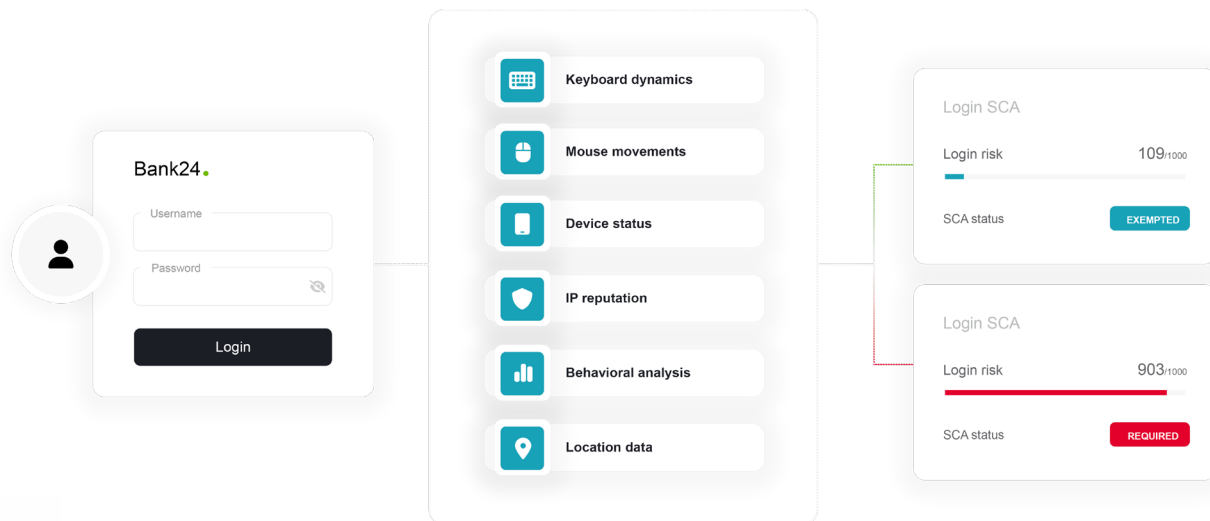 Bank24.
Username
Password
Login
Keyboard dynamics
Mouse movements
Device status
IP reputation
Behavioral analysis
Location data
Login SCA
Login risk 109/1000
SCA status EXEMPTED
Login SCA
Login risk 903/1000
SCA status REQUIRED